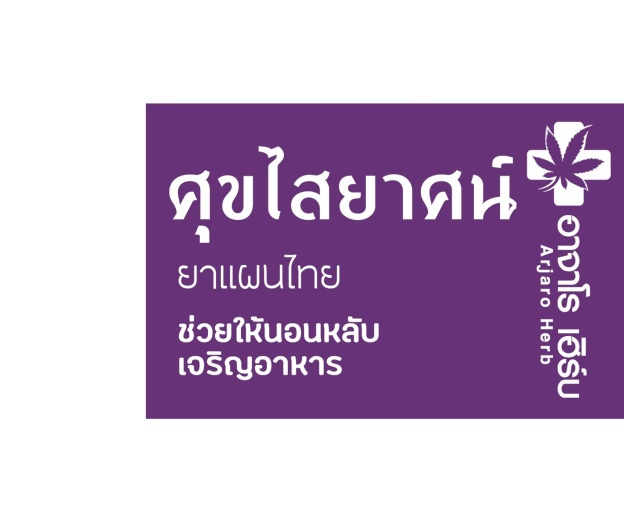 ศุขไสยาศน์
ยาแผนไทย
ช่วยให้นอนหลับ
เจริญอาหาร
อาจาโร เฮิร์บ
Arjaro Herb